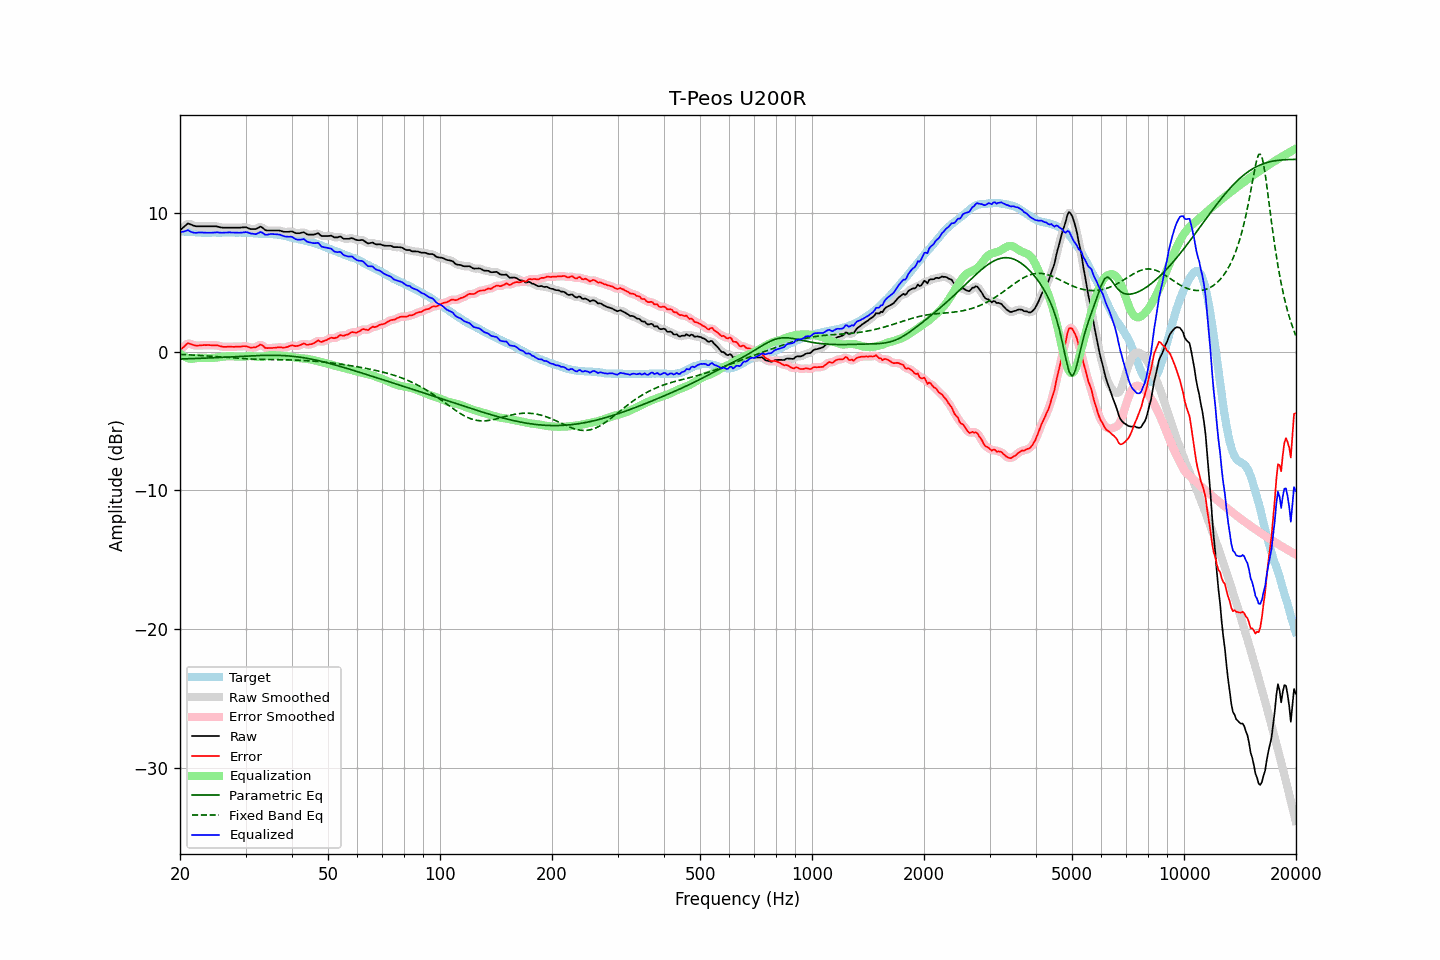 T-Peos U200R
Amplitude (dBr)
10
0
−10
−20
−30
Target
Raw Smoothed
Error Smoothed
Raw
Error
Equalization
Parametric Eq
Fixed Band Eq
Equalized
20 50 100 200 500 1000 2000 5000 10000 20000
Frequency (Hz)